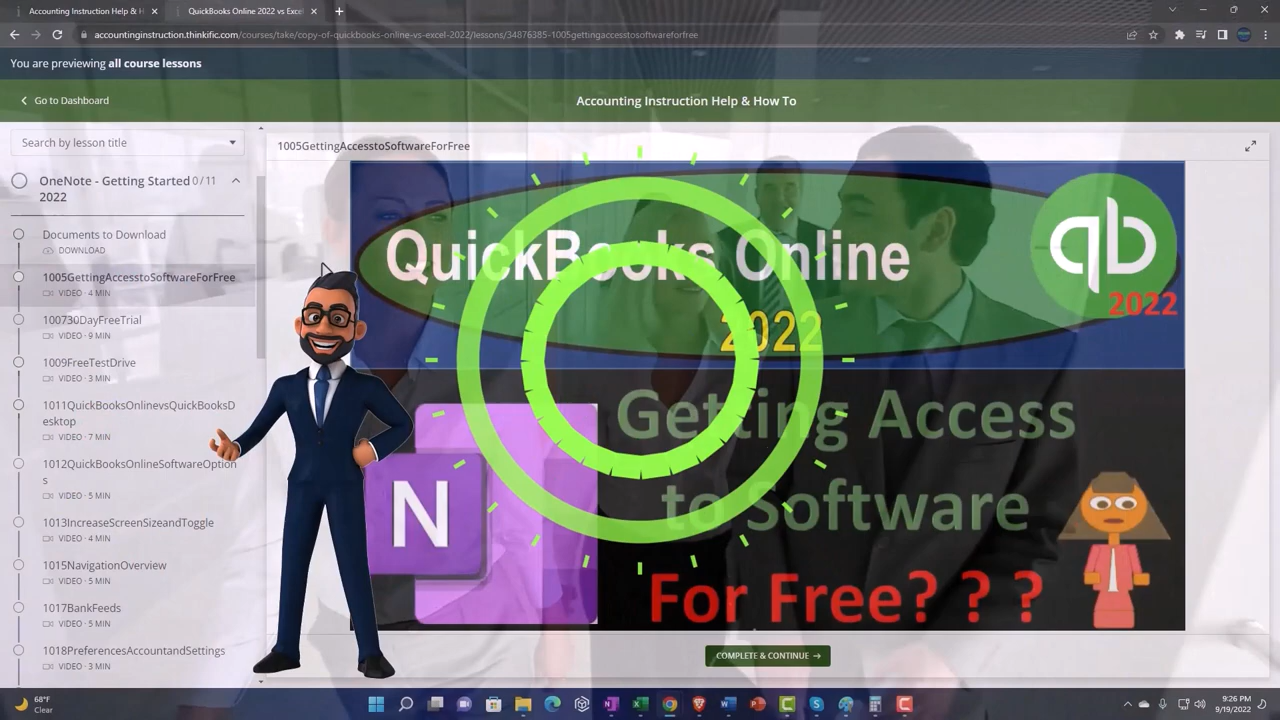 Accounting Instruction Help & H
QuickBooks Online 2022 vs Excel
accountinginstruction.thinkific.com/courses/take/copy-of-quickbooks-online-vs-excel-2022/lessons/34876385-1005gettingaccesstosoftwareforfree
You are previewing all course lessons
Go to Dashboard
Accounting Instruction Help & How To
Search by lesson title
1005GettingAccesstoSoftwareForFree
OneNote - Getting Started 0 / 11
2022
Documents to Download
DOWNLOAD
1005GettingAccesstoSoftwareForFree
VIDEO · 4 MIN
100730DayFreeTrial
VIDEO · 9 MIN
1009FreeTestDrive
VIDEO · 3 MIN
1011QuickBooksOnlinevsQuickBooksD
esktop
VIDEO · 7 MIN
1012QuickBooksOnlineSoftwareOption
s
VIDEO · 5 MIN
1013IncreaseScreenSizeandToggle
VIDEO · 4 MIN
1015NavigationOverview
VIDEO · 5 MIN
1017BankFeeds
VIDEO · 5 MIN
1018PreferencesAccountandSettings
VIDEO · 3 MIN
QuickBooks Online
2022
qb
2022
N
Getting Access
to Software
For Free? ? ?
COMPLETE & CONTINUE →
68°F
Clear
9:26 PM
9/19/2022